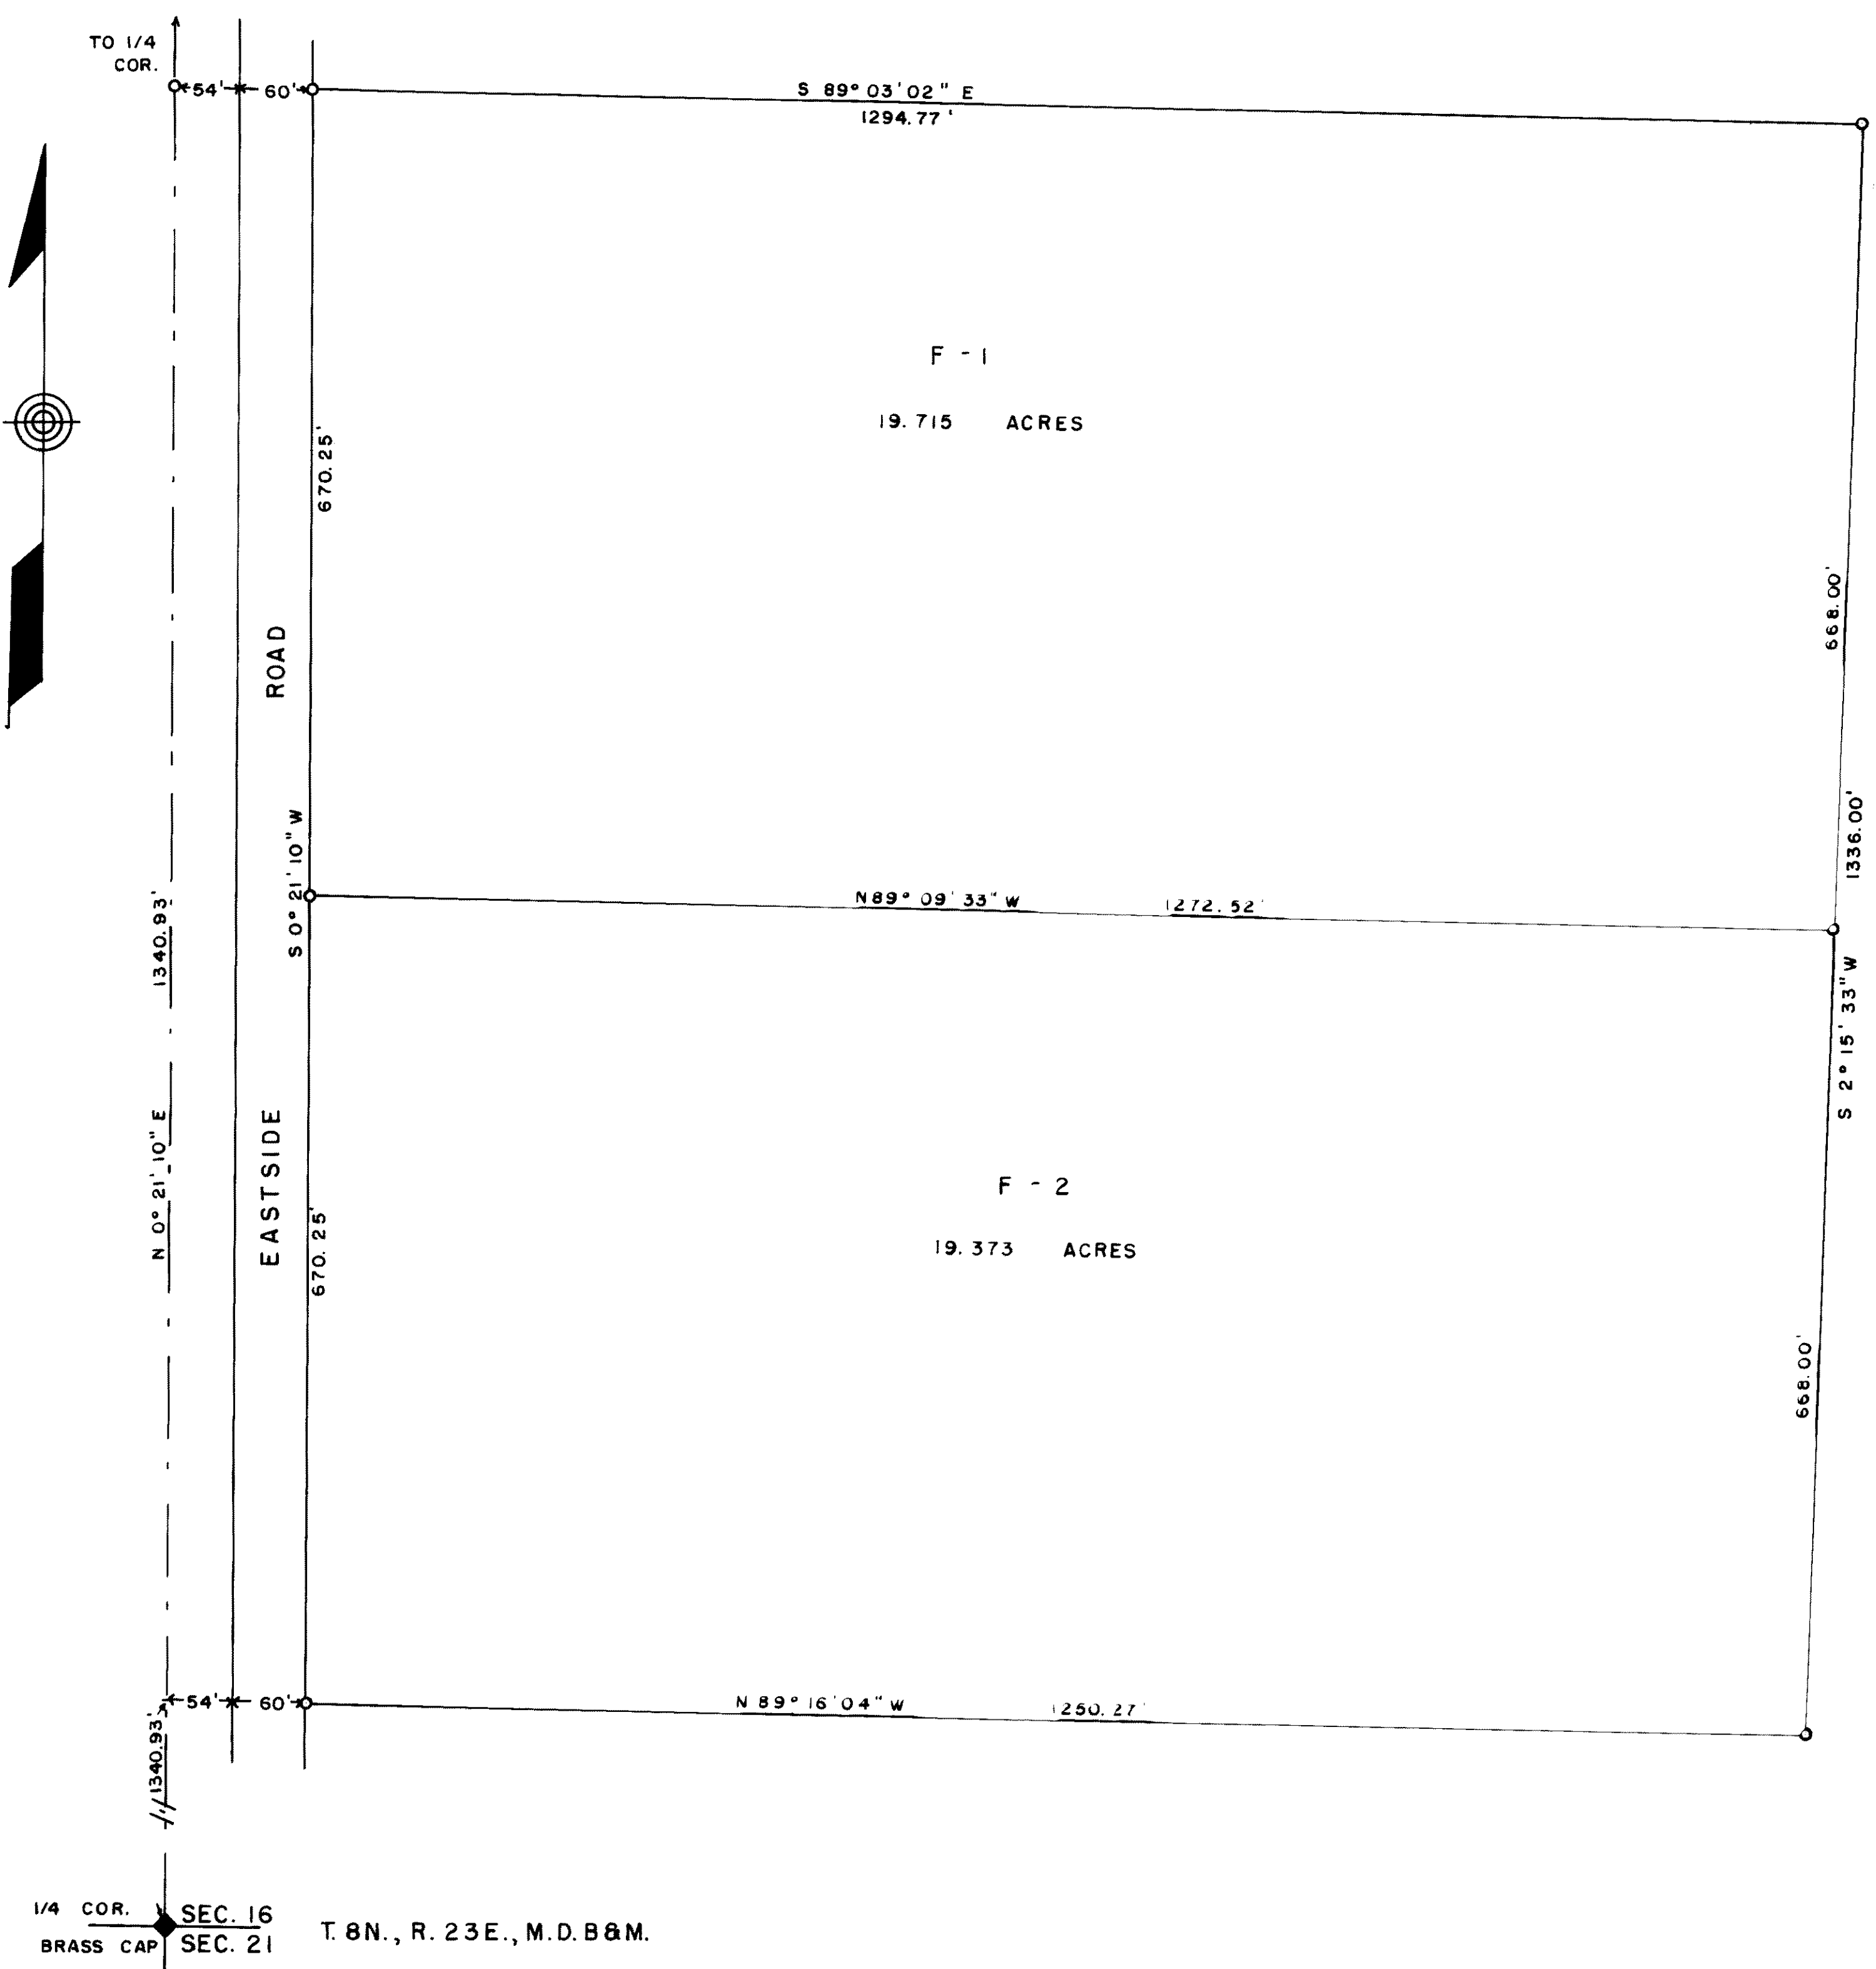 TO 1/4
COR.
54' 60'
S 89° 03' 02" E
1294.77'
F - 1
19.715 ACRES
670.25'
668.00'
ROAD
1336.00'
S 0° 21' 10" W
N 89° 09' 33" W 1272.52'
1340.93'
S 2° 15' 33" W
N 0° 21' 10" E
EASTSIDE
F - 2
19.373 ACRES
670.25'
668.00'
54' 60'
N 89° 16' 04" W 1250.27'
1340.93'
1/4 COR. SEC. 16
BRASS CAP SEC. 21
T. 8N., R. 23E., M.D.B&M.